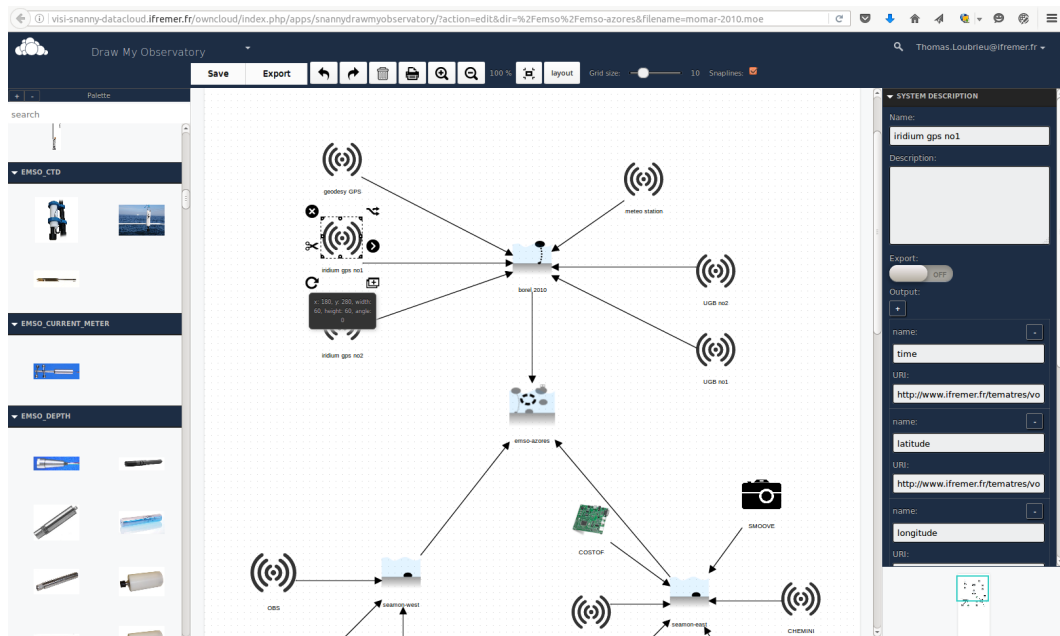 visi-snanny-datacloud.ifremer.fr/owncloud/index.php/apps/snannydrawmyobservatory/?action=edit&dir=%2Femso%2Femso-azores&filename=momar-2010.moe
Draw My Observatory
Thomas.Loubrieu@ifremer.fr
Save
Export
100 %
layout
Grid size:
10
Snaplines:
+
-
Palette
search
EMSO_CTD
EMSO_CURRENT_METER
EMSO_DEPTH
geodesy GPS
meteo station
iridium gps no1
x: 180, y: 280, width:
60, height: 60, angle:
0
iridium gps no2
borel 2010
UGB no2
UGB no1
emso-azores
SMOOVE
COSTOF
OBS
seamon-west
seamon-east
CHEMINI
SYSTEM DESCRIPTION
Name:
iridium gps no1
Description:
Export:
OFF
Output:
+
name:
-
time
URI:
http://www.ifremer.fr/tematres/vo
name:
-
latitude
URI:
http://www.ifremer.fr/tematres/vo
name:
-
longitude
URI: